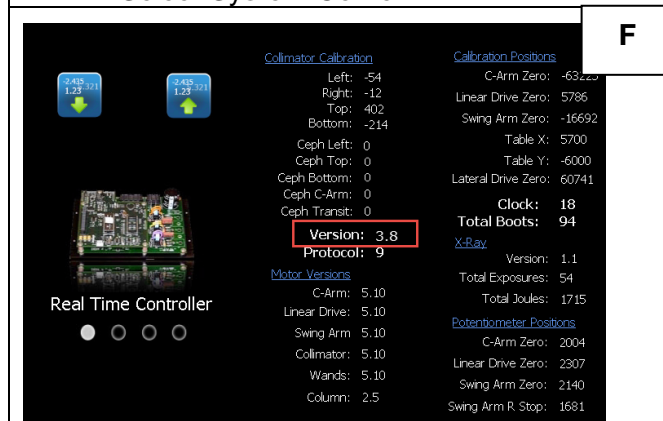 F
-2.435
1.23 .321
-2.435
1.23 .321
Real Time Controller
Collimator Calibration
Left: -54
Right: -12
Top: 402
Bottom: -214
Ceph Left: 0
Ceph Top: 0
Ceph Bottom: 0
Ceph C-Arm: 0
Ceph Transit: 0
Version: 3.8
Protocol: 9
Motor Versions
C-Arm: 5.10
Linear Drive: 5.10
Swing Arm 5.10
Collimator: 5.10
Wands: 5.10
Column: 2.5
Calibration Positions
C-Arm Zero: -63225
Linear Drive Zero: 5786
Swing Arm Zero: -16692
Table X: 5700
Table Y: -6000
Lateral Drive Zero: 60741
Clock: 18
Total Boots: 94
X-Ray
Version: 1.1
Total Exposures: 54
Total Joules: 1715
Potentiometer Positions
C-Arm Zero: 2004
Linear Drive Zero: 2307
Swing Arm Zero: 2140
Swing Arm R Stop: 1681